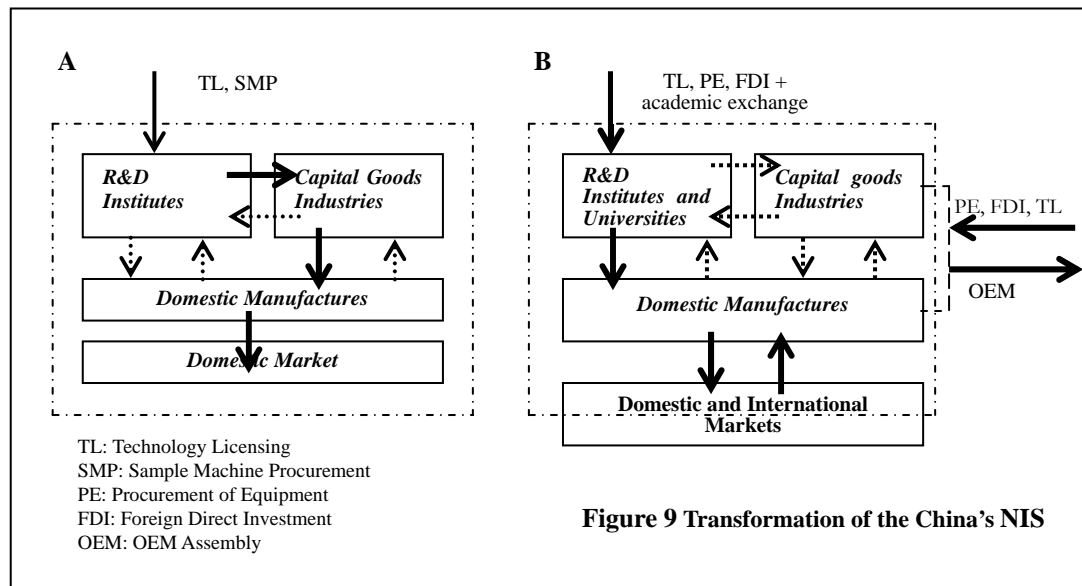 A
TL, SMP
R&D
Institutes
Capital Goods
Industries
Domestic Manufactures
Domestic Market
B
TL, PE, FDI +
academic exchange
R&D
Institutes and
Universities
Capital goods
Industries
PE, FDI, TL
OEM
Domestic Manufactures
Domestic and International
Markets
TL: Technology Licensing
SMP: Sample Machine Procurement
PE: Procurement of Equipment
FDI: Foreign Direct Investment
OEM: OEM Assembly
Figure 9 Transformation of the China's NIS